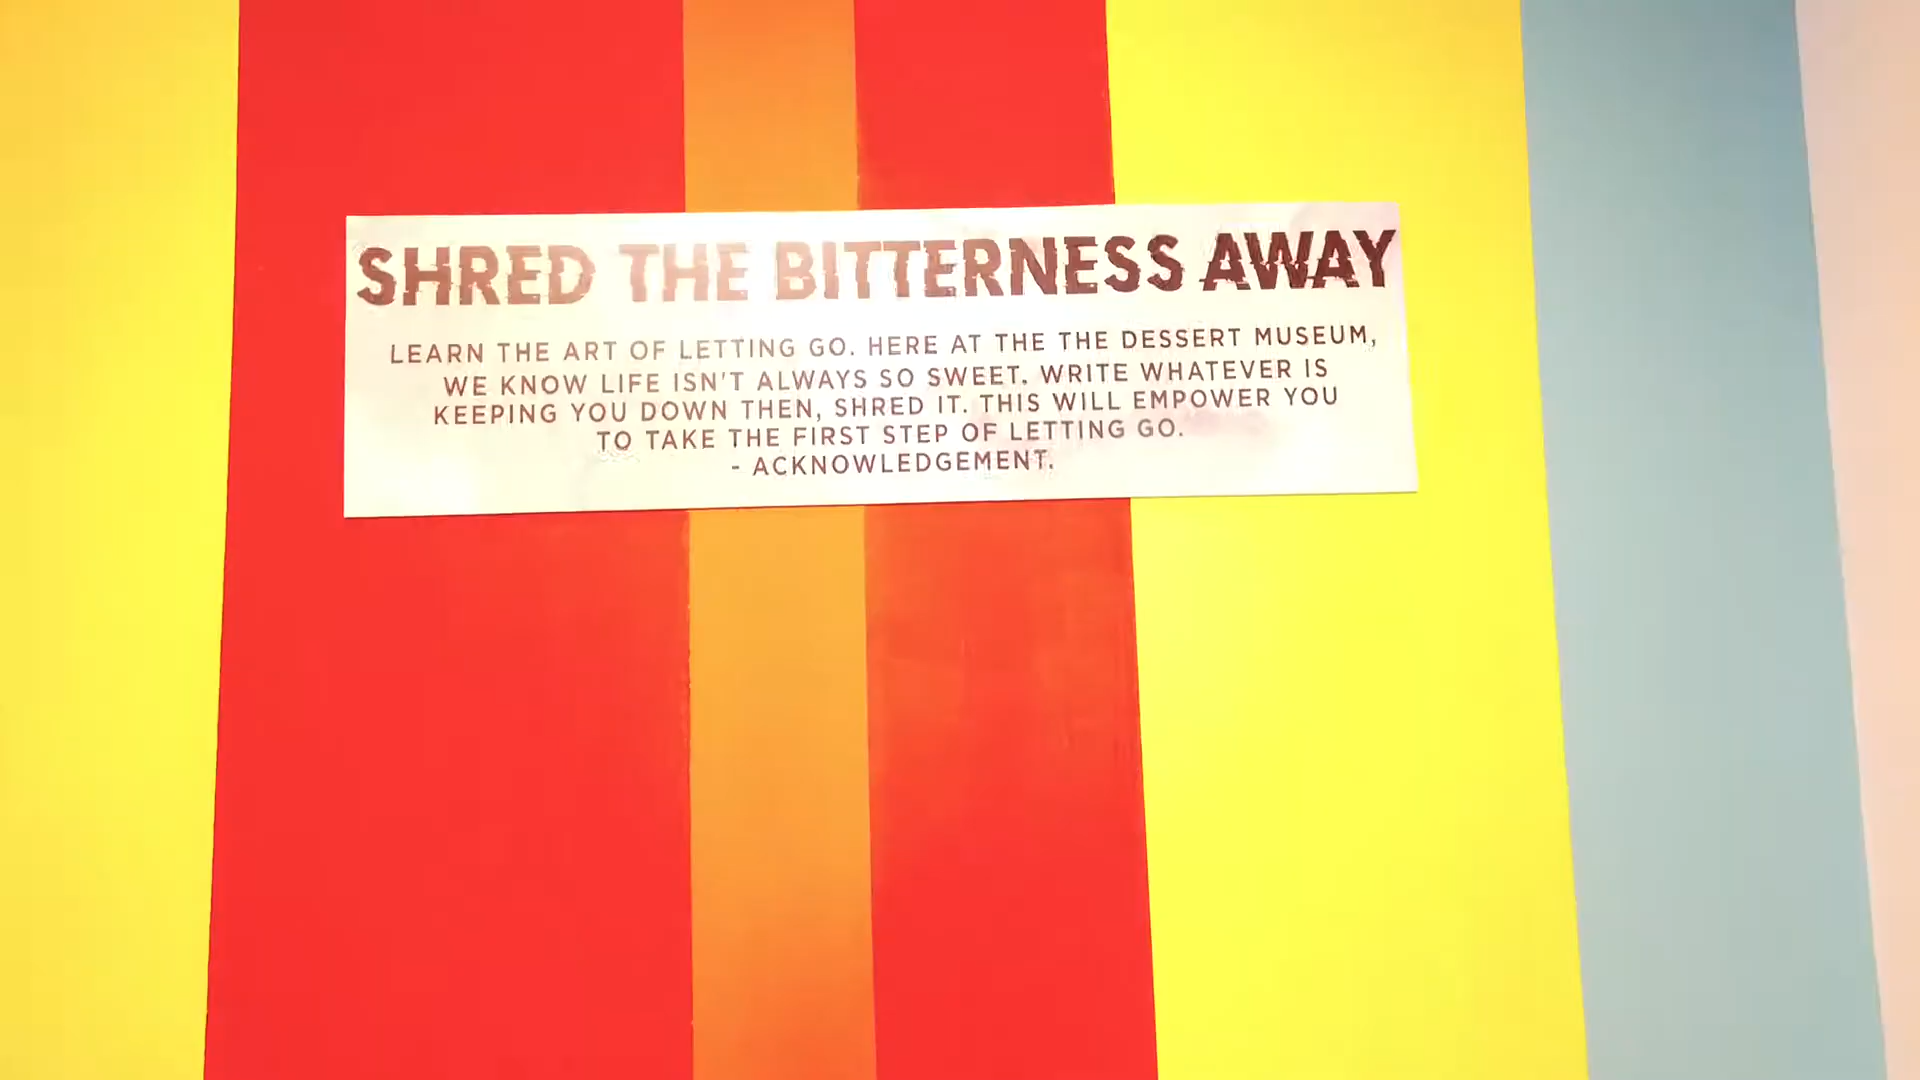 SHRED THE BITTERNESS AWAY
LEARN THE ART OF LETTING GO. HERE AT THE THE DESSERT MUSEUM,
WE KNOW LIFE ISN'T ALWAYS SO SWEET. WRITE WHATEVER IS
KEEPING YOU DOWN THEN, SHRED IT. THIS WILL EMPOWER YOU
TO TAKE THE FIRST STEP OF LETTING GO.
- ACKNOWLEDGEMENT.